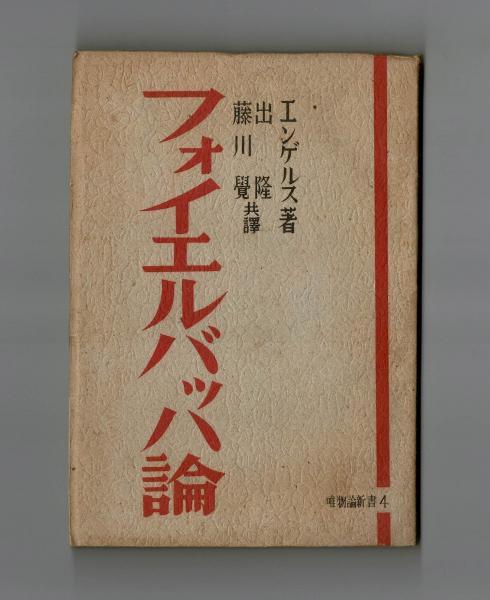 エンゲルス著
出 隆
藤川 覺
共譯
フォイエルバッハ論
唯物論新書4